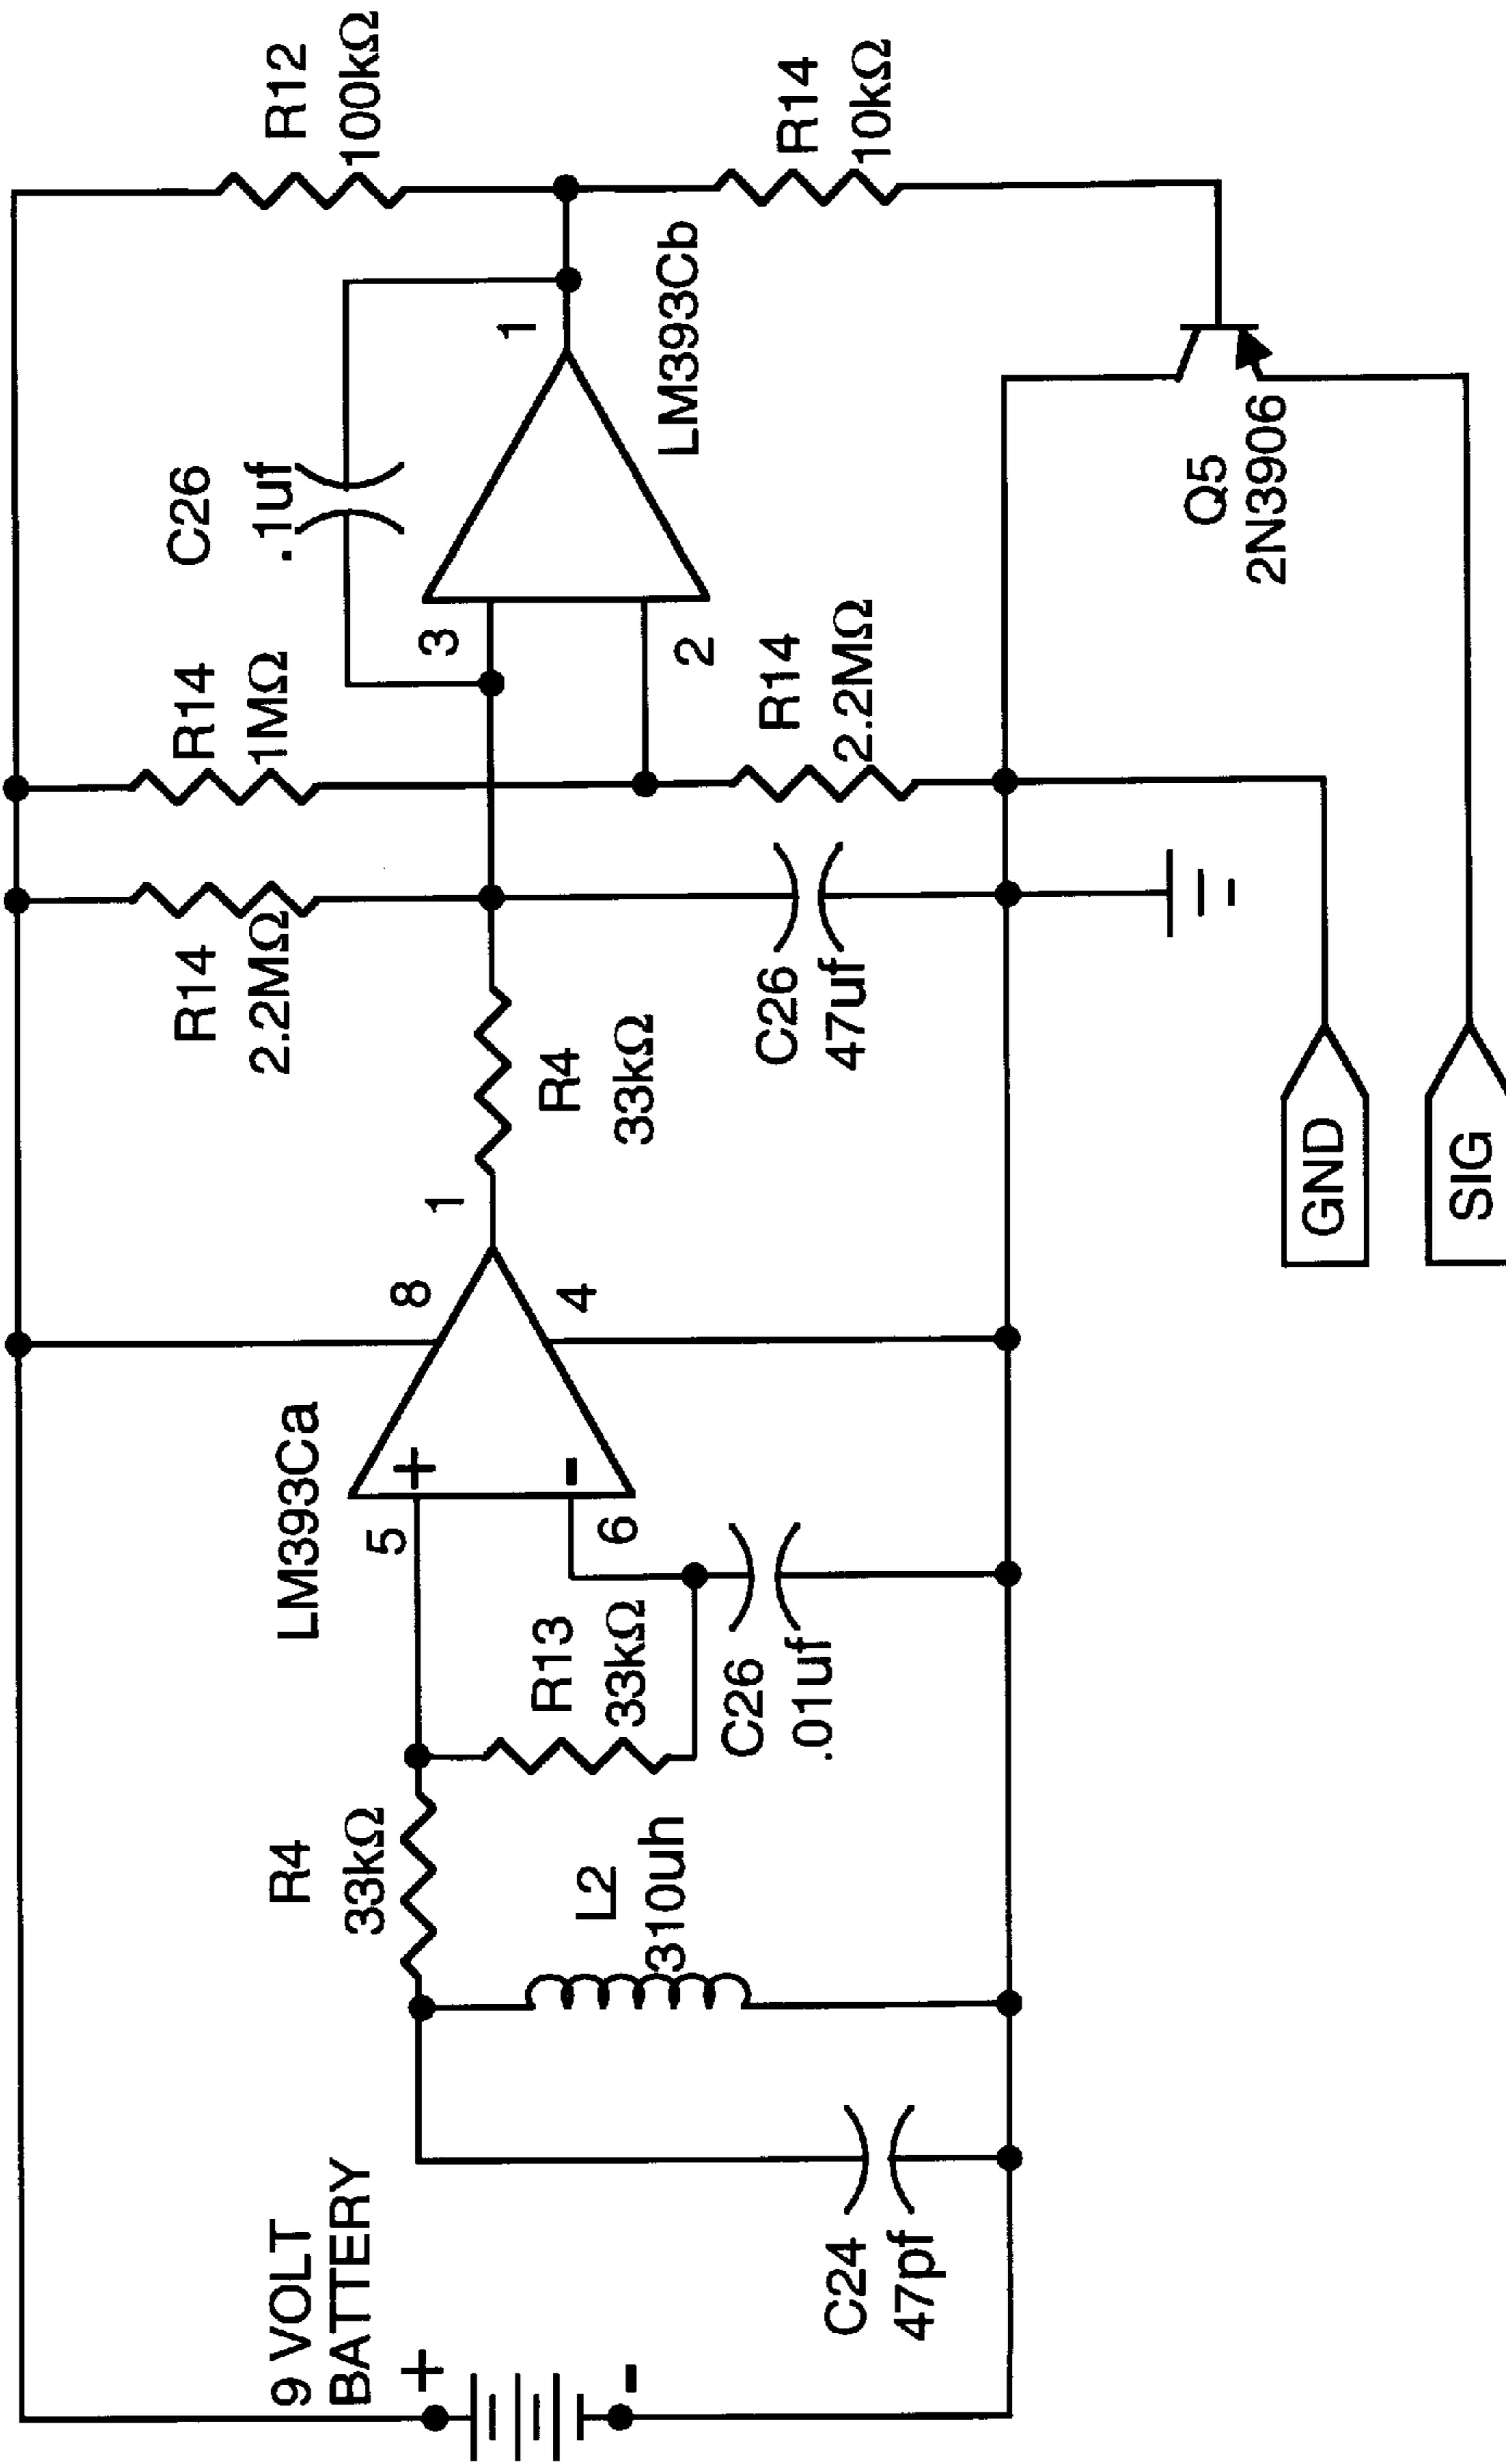 9 VOLT
BATTERY
+
-
C24
47pf
L2
310uh
R4
33kΩ
R13
33kΩ
C26
.01uf
LM393Ca
5
6
+
-
8
4
1
R4
33kΩ
R14
2.2MΩ
C26
47uf
R14
1MΩ
R14
2.2MΩ
3
2
C26
.1uf
1
LM393Cb
R12
100kΩ
R14
10kΩ
Q5
2N3906
GND
SIG